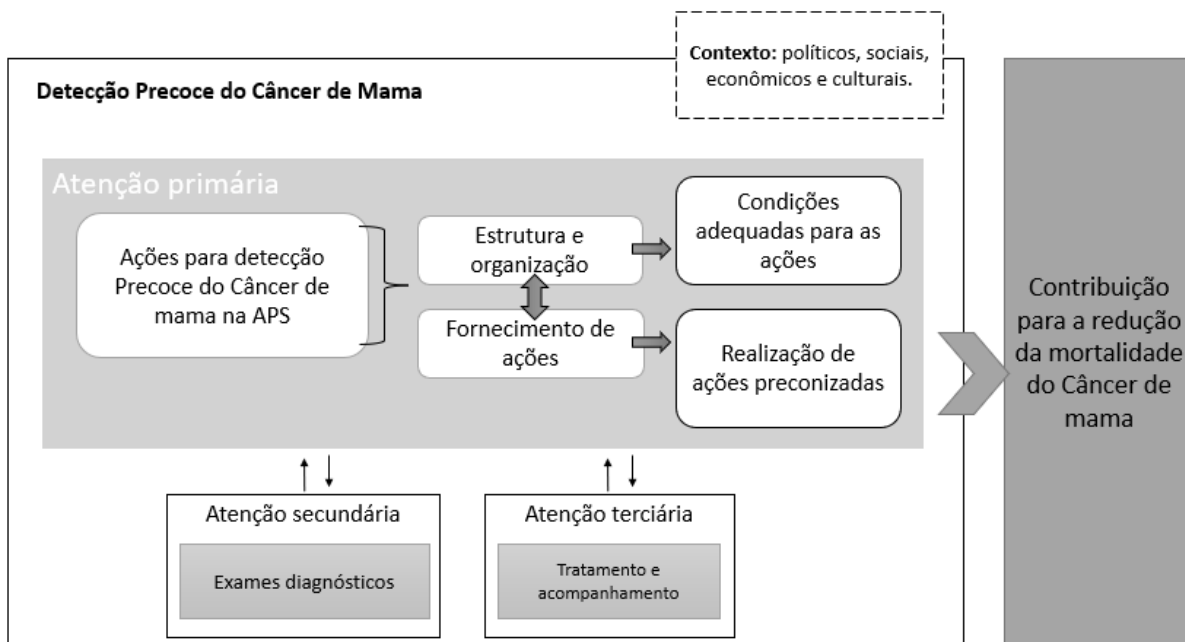 Contexto: políticos, sociais,
econômicos e culturais.
Detecção Precoce do Câncer de Mama
Atenção primária
Ações para detecção
Precoce do Câncer de
mama na APS
Estrutura e
organização
Fornecimento de
ações
Condições
adequadas para as
ações
Realização de
ações preconizadas
Atenção secundária
Exames diagnósticos
Atenção terciária
Tratamento e
acompanhamento
Contribuição
para a redução
da mortalidade
do Câncer de
mama